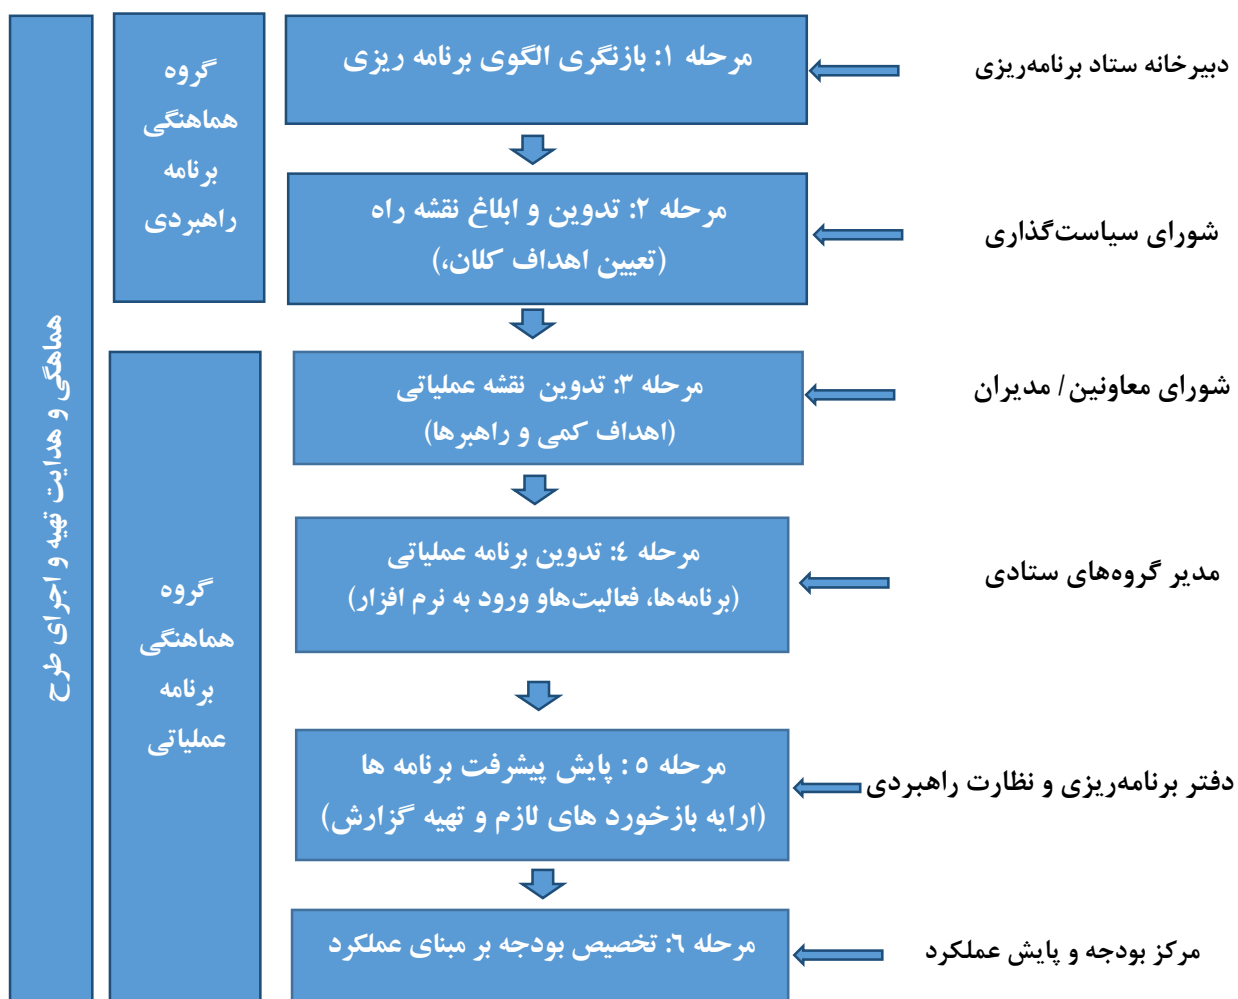 مرحله ۱: بازنگری الگوی برنامه ریزی
دبیرخانه ستاد برنامه‌ریزی
گروه
هماهنگی
برنامه
راهبردی
مرحله ۲: تدوین و ابلاغ نقشه راه
(تعیین اهداف کلان،)
شورای سیاست‌گذاری
هماهگی و هدایت تهیه و اجرای طرح
مرحله ۳: تدوین نقشه عملیاتی
(اهداف کمی و راهبرها)
شورای معاونین/ مدیران
مرحله ٤: تدوین برنامه عملیاتی
(برنامه‌ها، فعالیت‌هاو ورود به نرم افزار)
مدیر گروه‌های ستادی
گروه
هماهنگی
برنامه
عملیاتی
مرحله ٥ : پایش پیشرفت برنامه ها
(ارایه بازخورد های لازم و تهیه گزارش)
دفتر برنامه‌ریزی و نظارت راهبردی
مرحله ٦: تخصیص بودجه بر مبنای عملکرد
مرکز بودجه و پایش عملکرد